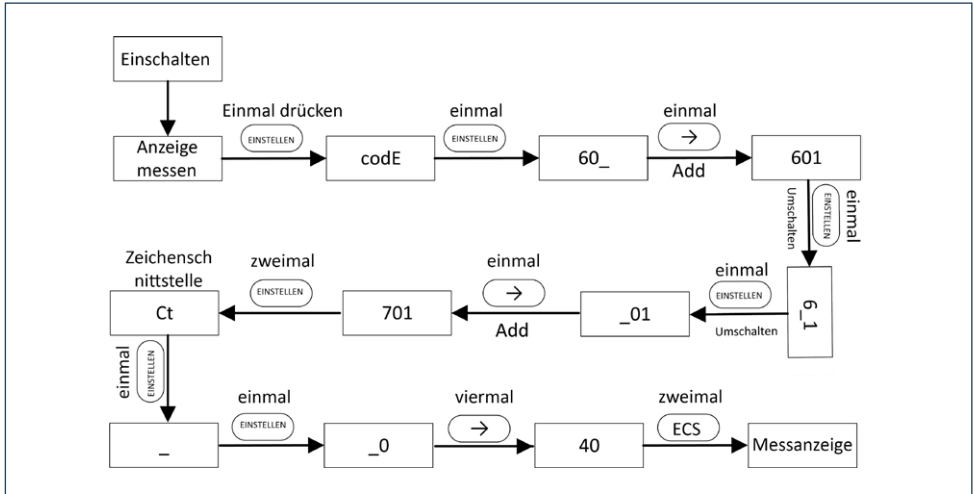 Einschalten
Anzeige
messen
Einmal drücken
EINSTELLEN
codE
einmal
EINSTELLEN
60_
einmal
→
Add
601
Umschalten
EINSTELLEN
einmal
6_1
einmal
EINSTELLEN
Umschalten
_01
einmal
→
Add
701
zweimal
EINSTELLEN
Zeichensch
nittstelle
Ct
einmal
EINSTELLEN
_
einmal
EINSTELLEN
_0
viermal
→
40
zweimal
ECS
Messanzeige